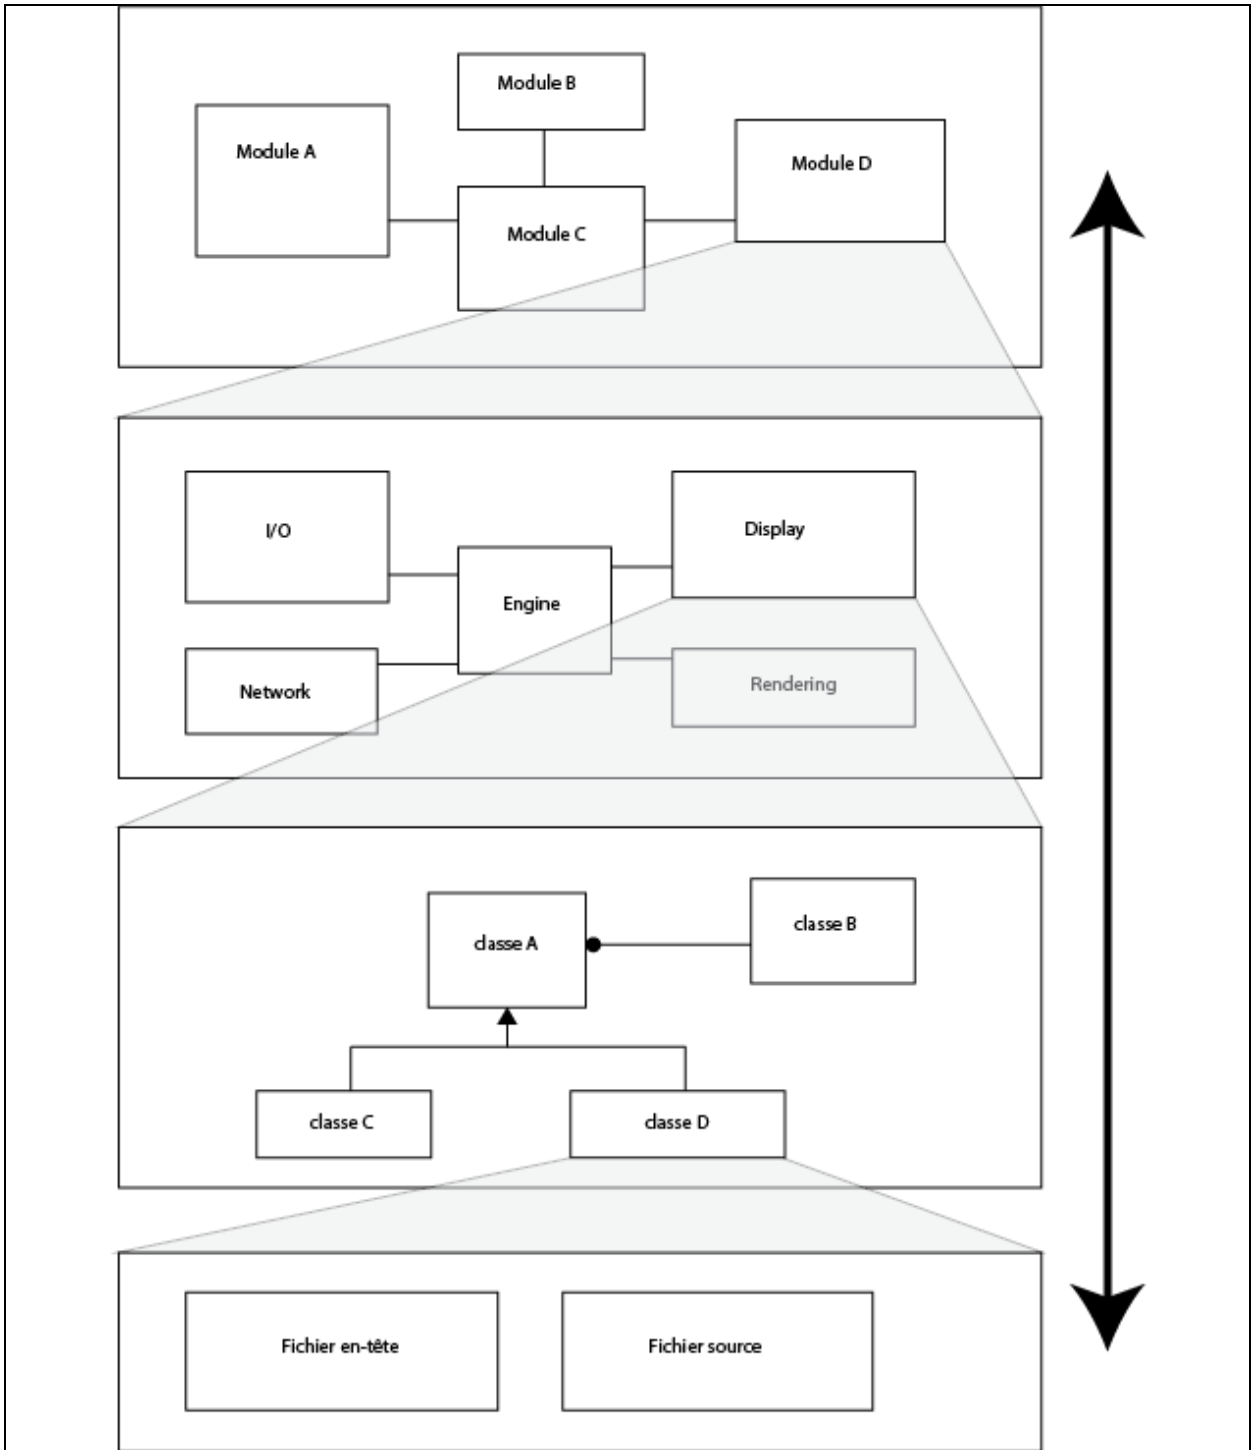 Module B
Module A
Module D
Module C
I/O
Display
Engine
Network
Rendering
classe A
classe B
classe C
classe D
Fichier en-tête
Fichier source